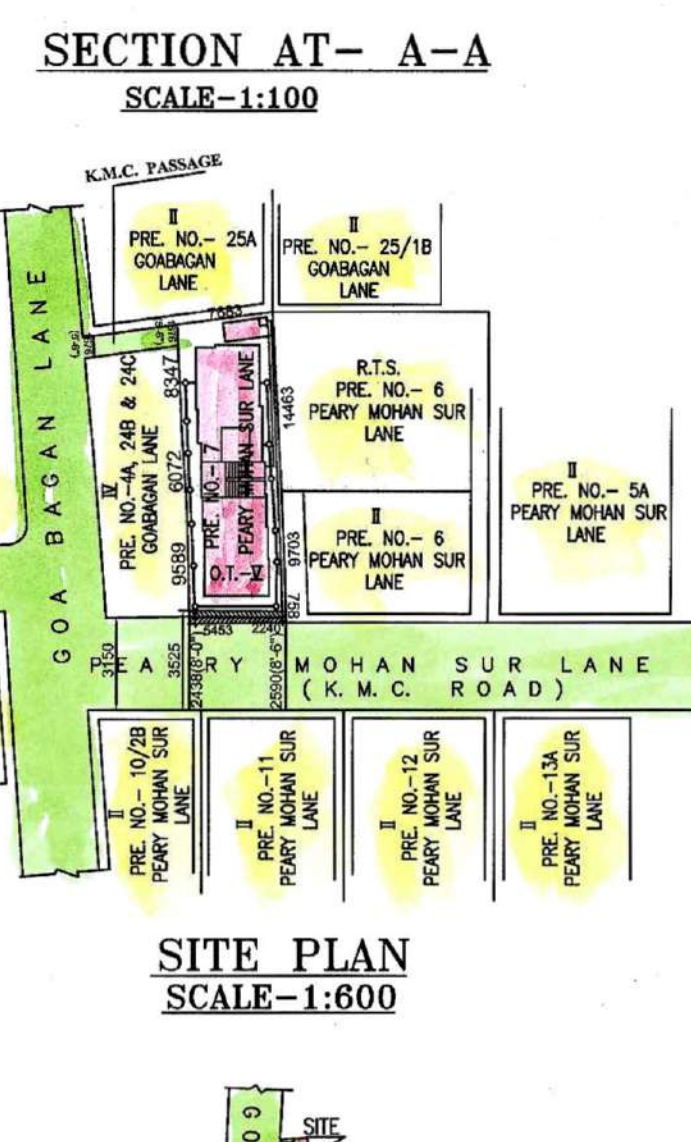 SECTION AT- A-A
SCALE-1:100
K.M.C. PASSAGE
II
PRE. NO.- 25A
GOABAGAN
LANE
II
PRE. NO.- 25/1B
GOABAGAN
LANE
GOA BAGAN LANE
7683
8347
6072
9589
14463
9703
758
IV
PRE. NO.-4A, 24B & 24C
GOABAGAN LANE
PRE. NO.- 7
PEARY MOHAN SUR LANE
O.T.-V
R.T.S.
PRE. NO.- 6
PEARY MOHAN SUR
LANE
II
PRE. NO.- 6
PEARY MOHAN SUR
LANE
II
PRE. NO.- 5A
PEARY MOHAN SUR
LANE
5453
2240
3150
3525
2438(8'-0")
2590(8'-6")
PEARY MOHAN SUR LANE
(K.M.C. ROAD)
II
PRE. NO.- 10/2B
PEARY MOHAN SUR
LANE
II
PRE. NO.-11
PEARY MOHAN SUR
LANE
II
PRE. NO.-12
PEARY MOHAN SUR
LANE
II
PRE. NO.-13A
PEARY MOHAN SUR
LANE
SITE PLAN
SCALE-1:600
GO
SITE